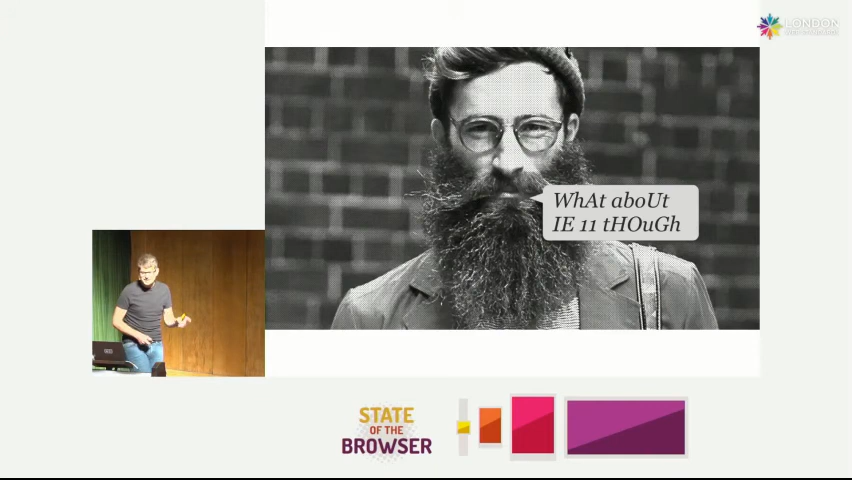 LONDON
WhAt aboUt
IE 11 tHOuGh
STATE
OF THE
BROWSER